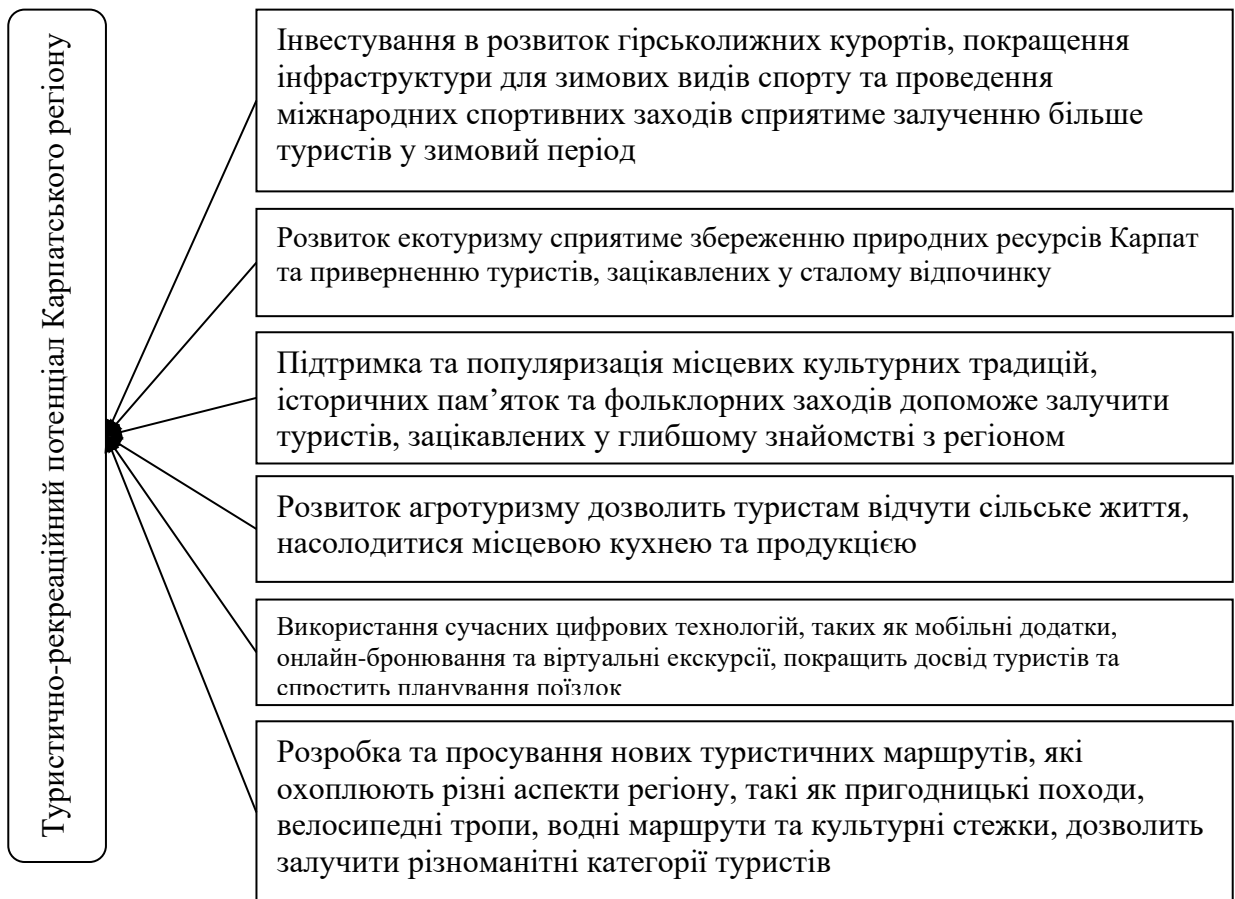 Туристично-рекреаційний потенціал Карпатського регіону
Інвестування в розвиток гірськолижних курортів, покращення
інфраструктури для зимових видів спорту та проведення
міжнародних спортивних заходів сприятиме залученню більше
туристів у зимовий період
Розвиток екотуризму сприятиме збереженню природних ресурсів Карпат
та приверненню туристів, зацікавлених у сталому відпочинку
Підтримка та популяризація місцевих культурних традицій,
історичних пам’яток та фольклорних заходів допоможе залучити
туристів, зацікавлених у глибшому знайомстві з регіоном
Розвиток агротуризму дозволить туристам відчути сільське життя,
насолодитися місцевою кухнею та продукцією
Використання сучасних цифрових технологій, таких як мобільні додатки,
онлайн-бронювання та віртуальні екскурсії, покращить досвід туристів та
спростить планування поїздок
Розробка та просування нових туристичних маршрутів, які
охоплюють різні аспекти регіону, такі як пригодницькі походи,
велосипедні тропи, водні маршрути та культурні стежки, дозволить
залучити різноманітні категорії туристів